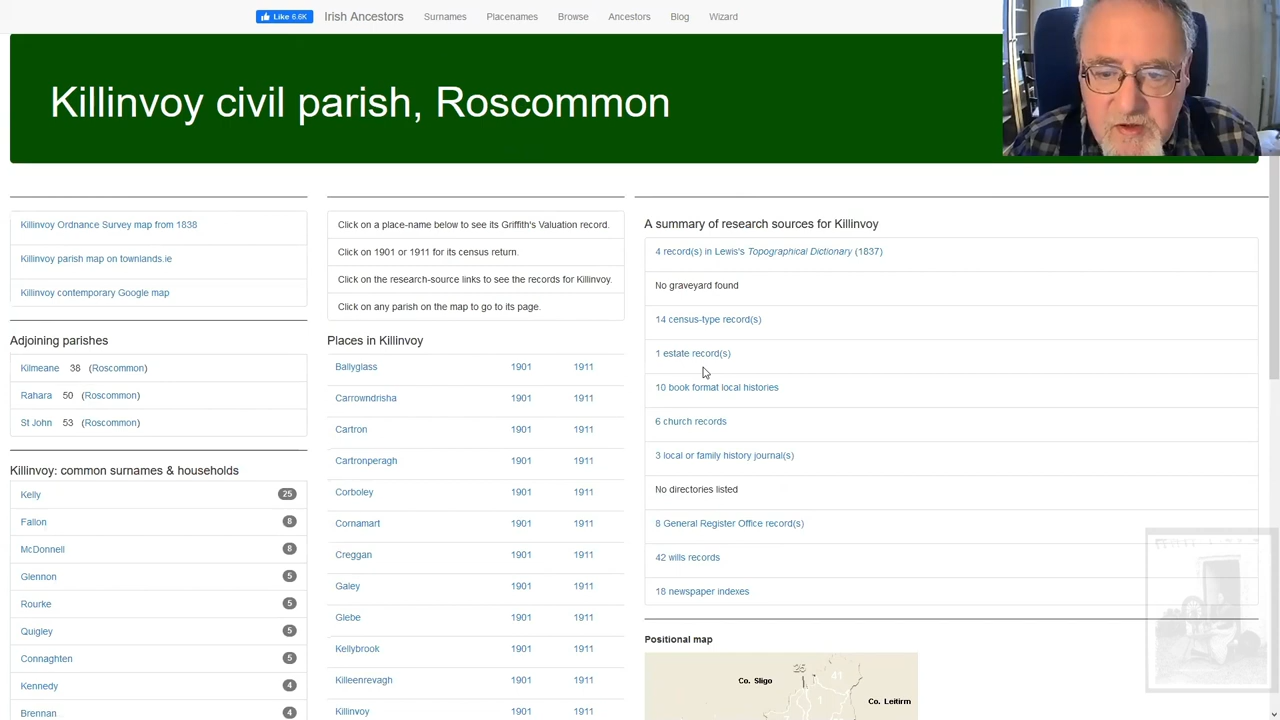 Like 6.6K
Irish Ancestors Surnames Placenames Browse Ancestors Blog Wizard
Killinvoy civil parish, Roscommon
Killinvoy Ordnance Survey map from 1838
Killinvoy parish map on townlands.ie
Killinvoy contemporary Google map
Adjoining parishes
Kilmeane 38 (Roscommon)
Rahara 50 (Roscommon)
St John 53 (Roscommon)
Killinvoy: common surnames & households
Kelly 25
Fallon 8
McDonnell 8
Glennon 5
Rourke 5
Quigley 5
Connaghten 5
Kennedy 4
Brennan 4
Click on a place-name below to see its Griffith's Valuation record.
Click on 1901 or 1911 for its census return.
Click on the research-source links to see the records for Killinvoy.
Click on any parish on the map to go to its page.
Places in Killinvoy
Ballyglass 1901 1911
Carrowndrisha 1901 1911
Cartron 1901 1911
Cartronperagh 1901 1911
Corboley 1901 1911
Cornamart 1901 1911
Creggan 1901 1911
Galey 1901 1911
Glebe 1901 1911
Kellybrook 1901 1911
Killeenrevagh 1901 1911
Killinvoy 1901 1911
A summary of research sources for Killinvoy
4 record(s) in Lewis's Topographical Dictionary (1837)
No graveyard found
14 census-type record(s)
1 estate record(s)
10 book format local histories
6 church records
3 local or family history journal(s)
No directories listed
8 General Register Office record(s)
42 wills records
18 newspaper indexes
Positional map
25
41
Co. Sligo
1
Co. Leitirm